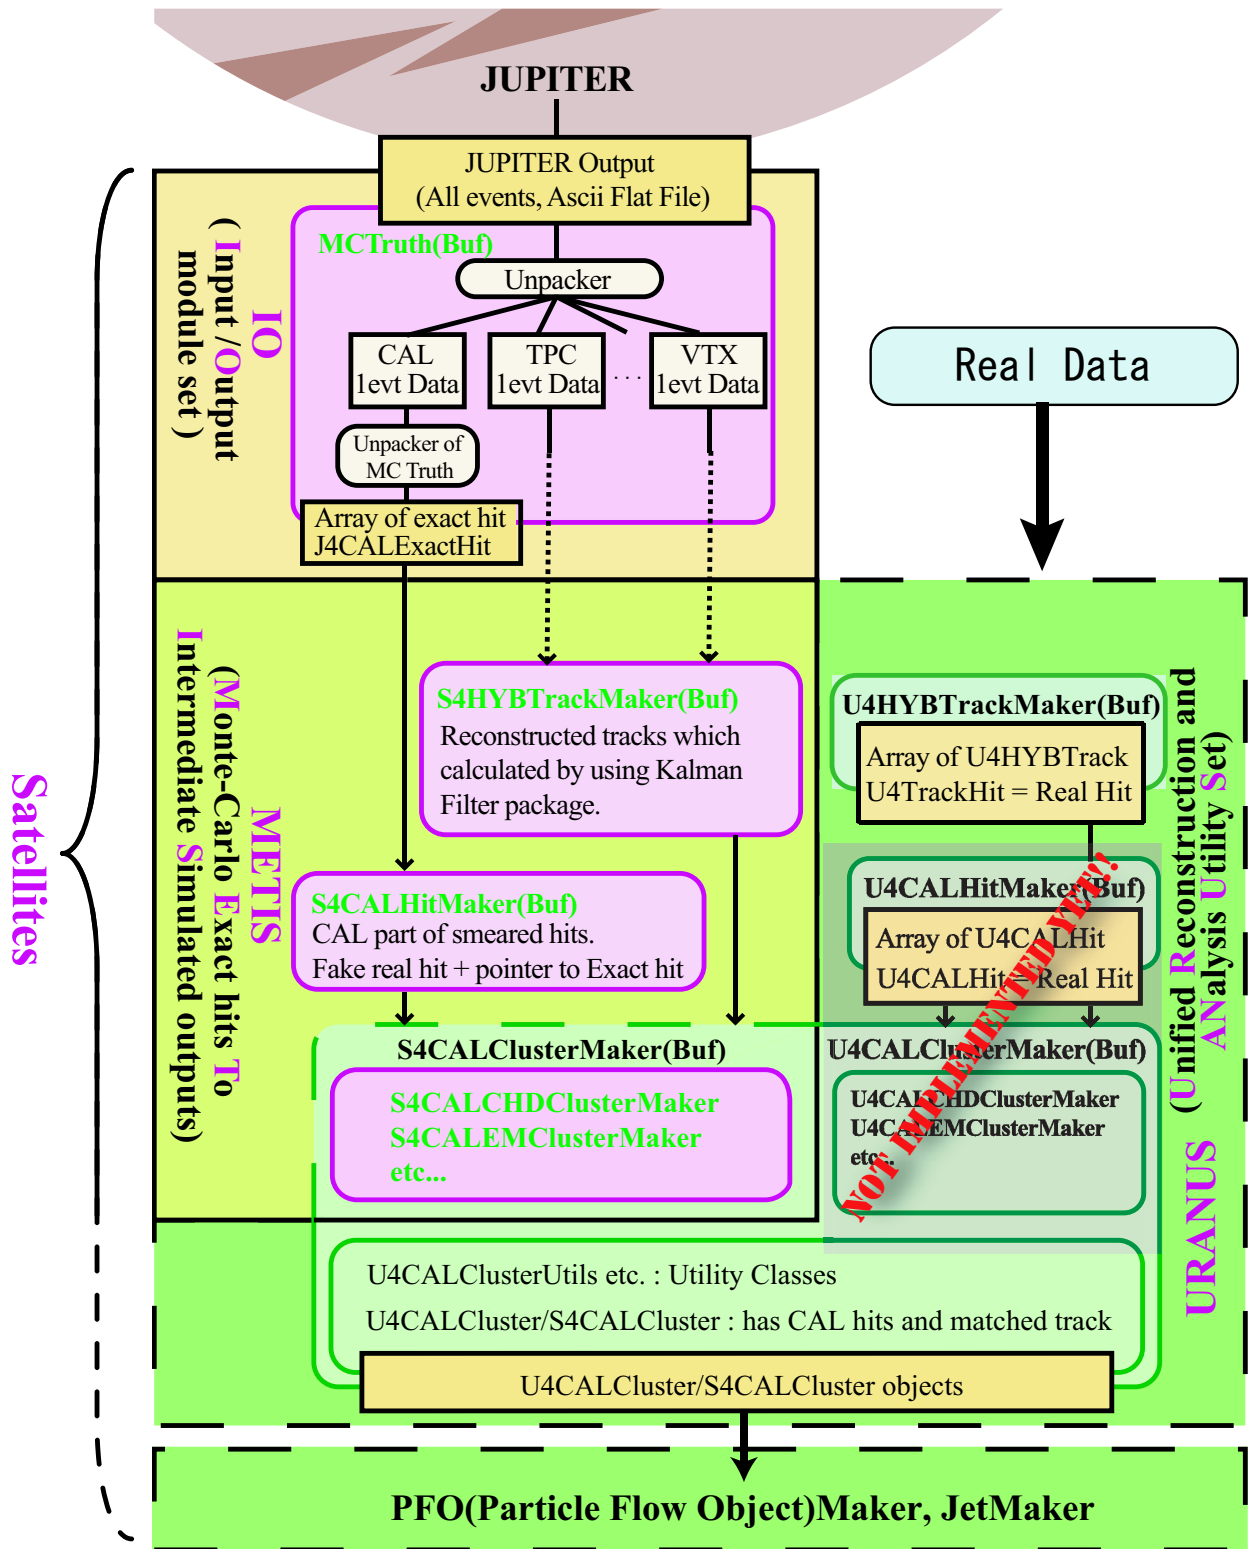 JUPITER
JUPITER Output
(All events, Ascii Flat File)
MCTruth(Buf)
Unpacker
CAL
1evt Data
TPC
1evt Data
. . .
VTX
1evt Data
Unpacker of
MC Truth
Array of exact hit
J4CALExactHit
IO
( Input /Output
module set )
Real Data
Satellites
METIS
(Monte-Carlo Exact hits To
Intermediate Simulated outputs)
S4HYBTrackMaker(Buf)
Reconstructed tracks which
calculated by using Kalman
Filter package.
S4CALHitMaker(Buf)
CAL part of smeared hits.
Fake real hit + pointer to Exact hit
S4CALClusterMaker(Buf)
S4CALCHDClusterMaker
S4CALEMClusterMaker
etc...
U4HYBTrackMaker(Buf)
Array of U4HYBTrack
U4TrackHit = Real Hit
U4CALHitMaker(Buf)
Array of U4CALHit
U4CALHit = Real Hit
U4CALClusterMaker(Buf)
U4CALCHDClusterMaker
U4CALEMClusterMaker
etc...
NOT IMPLEMENTED YET!!
URANUS
(Unified Reconstruction and
ANalysis Utility Set)
U4CALClusterUtils etc. : Utility Classes
U4CALCluster/S4CALCluster : has CAL hits and matched track
U4CALCluster/S4CALCluster objects
PFO(Particle Flow Object)Maker, JetMaker